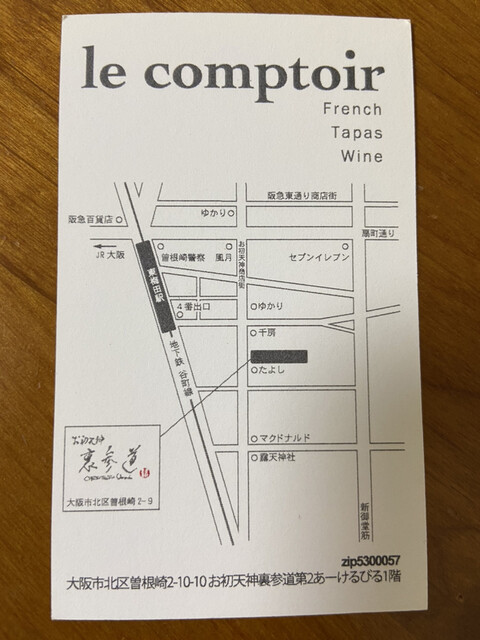 le comptoir
French
Tapas
Wine
阪急東通り商店街
ゆかり
阪急百貨店
扇町通り
JR 大阪
曽根崎警察
風月
お初天神商店街
セブンイレブン
東梅田駅
4番出口
ゆかり
千房
地下鉄 谷町線
たよし
お初天神
裏参道
大阪市北区曽根崎2-9
マクドナルド
露天神社
新御堂筋
zip5300057
大阪市北区曽根崎2-10-10 お初天神裏参道第2あーけるびる1階